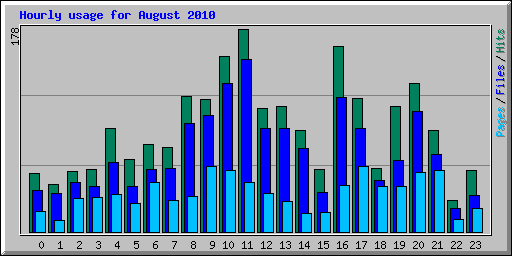 Hourly usage for August 2010
178
Pages / Files / Hits
0 1 2 3 4 5 6 7 8 9 10 11 12 13 14 15 16 17 18 19 20 21 22 23